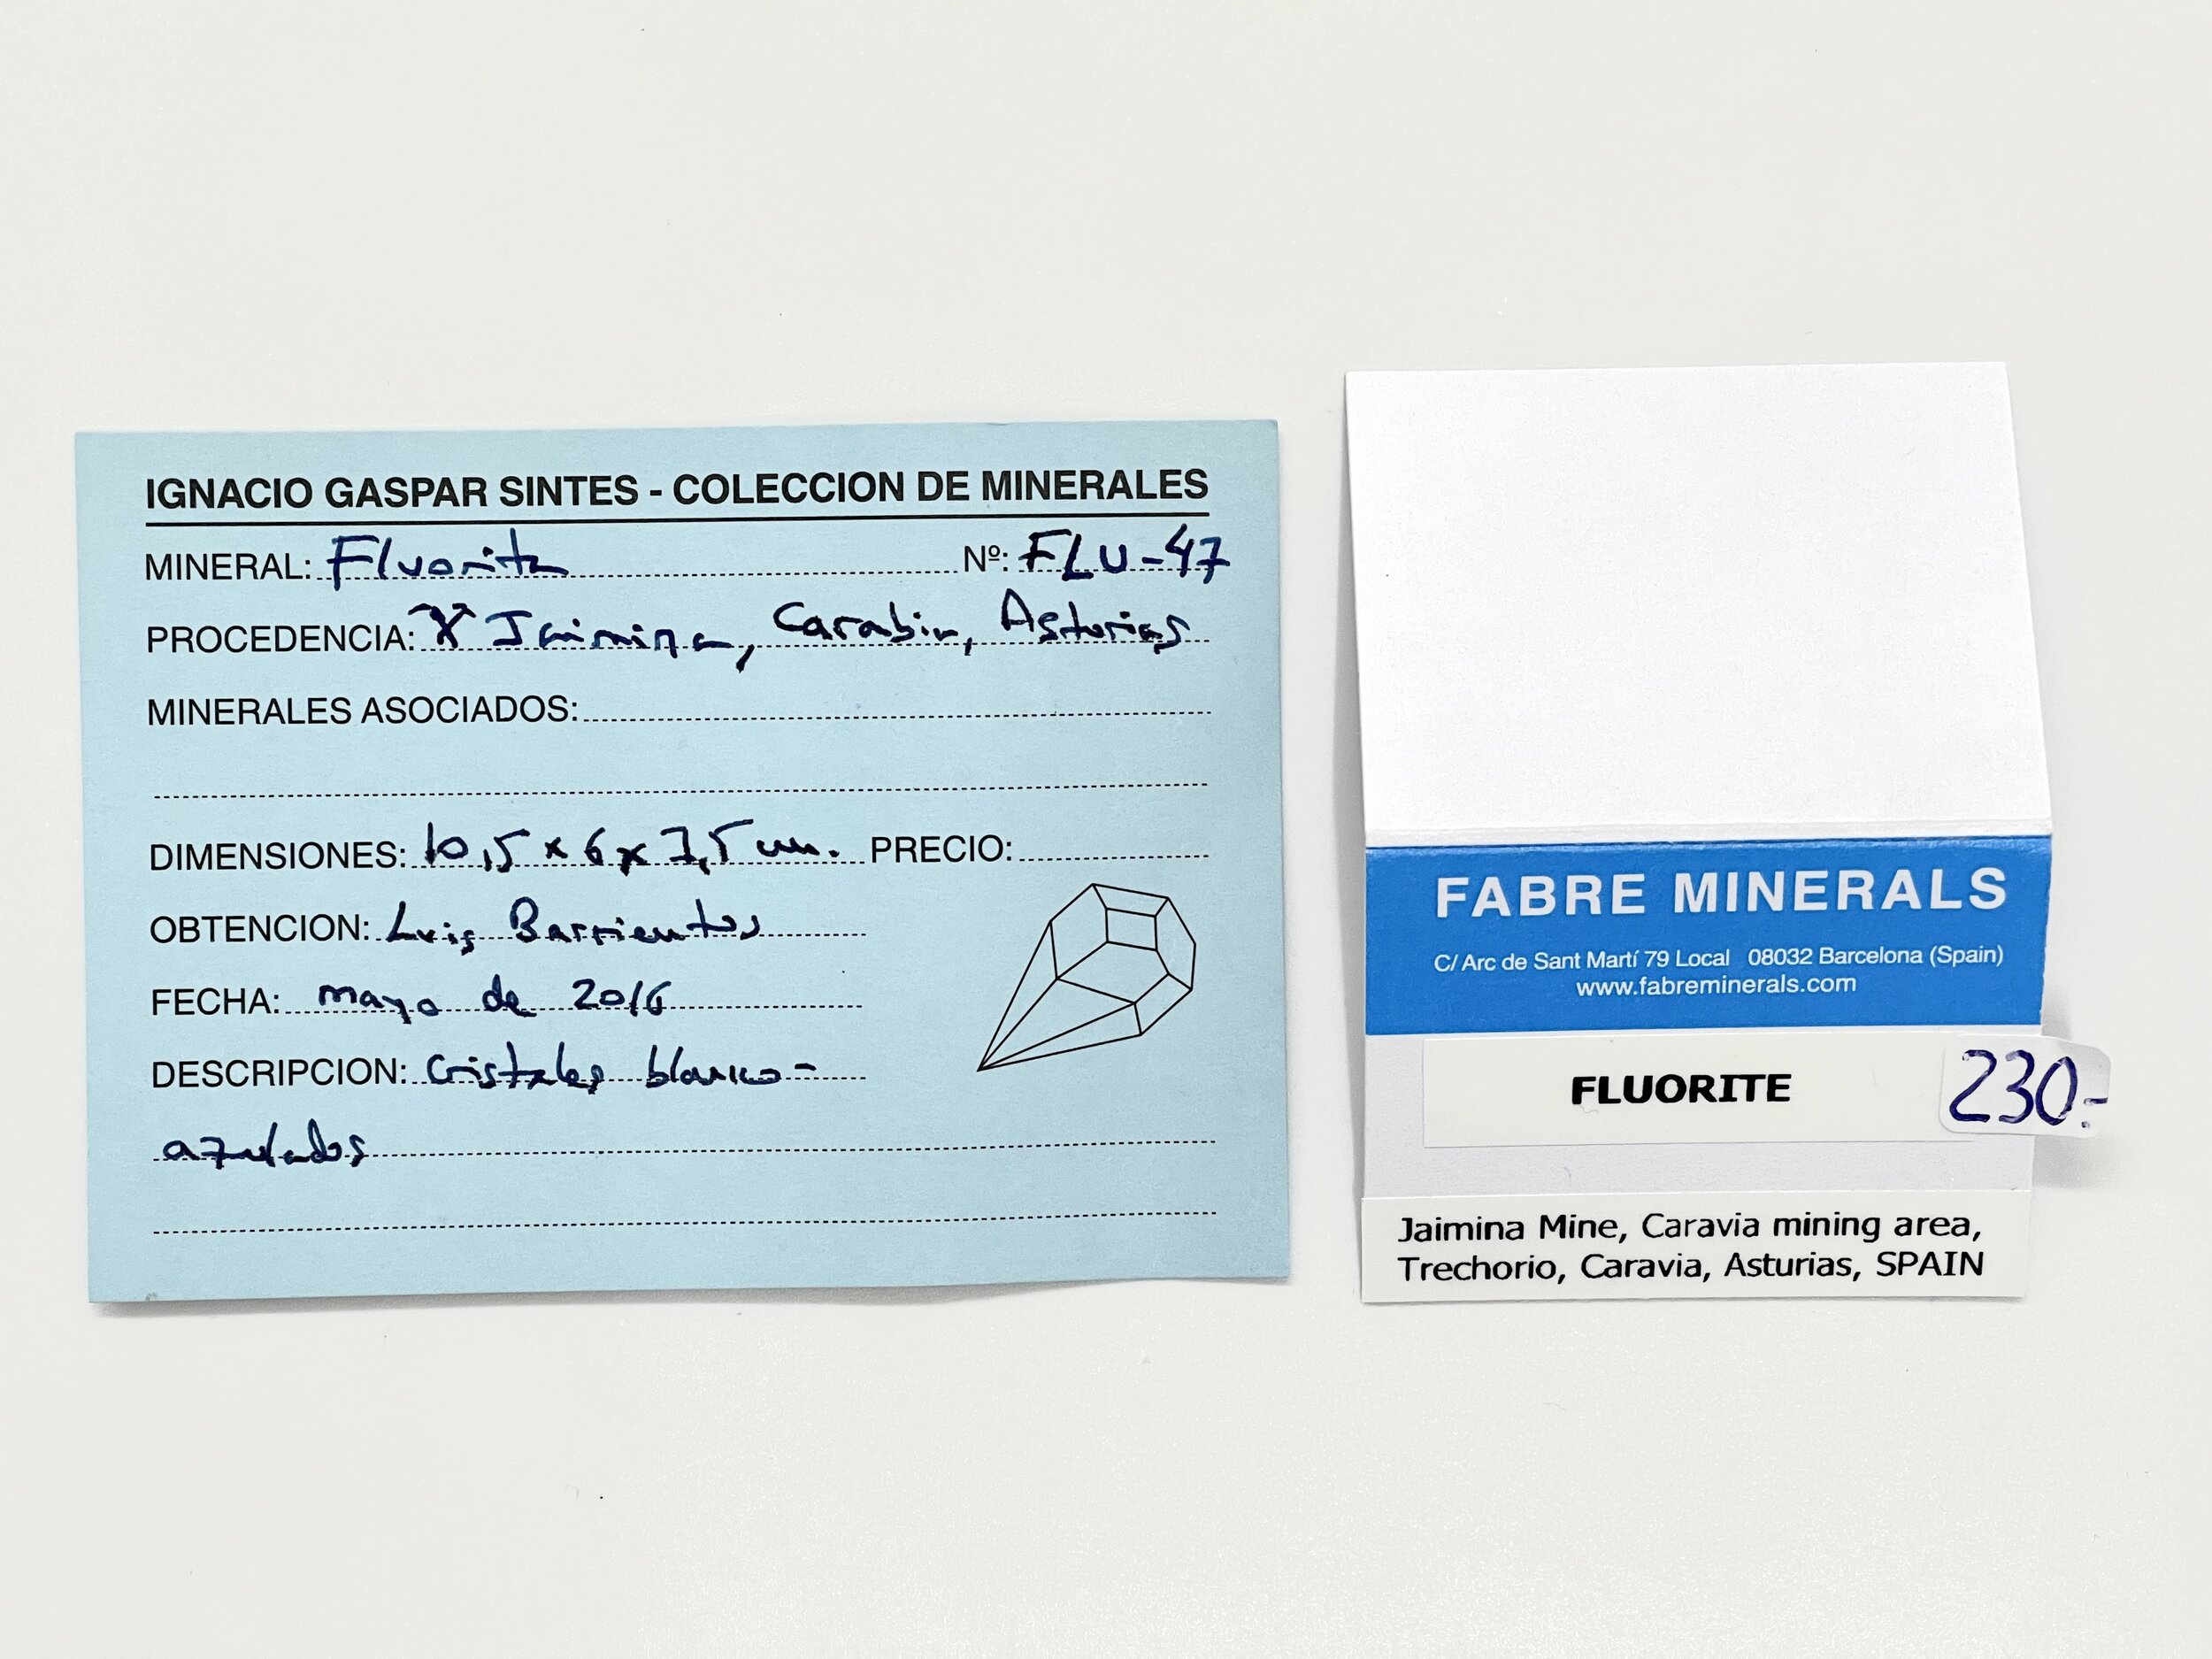 IGNACIO GASPAR SINTES - COLECCION DE MINERALES
MINERAL: Fluorita Nº: FLU-47
PROCEDENCIA: Jaimina, Carabia, Asturias
MINERALES ASOCIADOS:
DIMENSIONES: 10,5 x 6 x 7,5 cm. PRECIO:
OBTENCION: Luis Barrientos
FECHA: mayo de 2016
DESCRIPCION: Cristales blanco-
azulados
FABRE MINERALS
C/ Arc de Sant Martí 79 Local 08032 Barcelona (Spain)
www.fabreminerals.com
FLUORITE 230.-
Jaimina Mine, Caravia mining area,
Trechorio, Caravia, Asturias, SPAIN